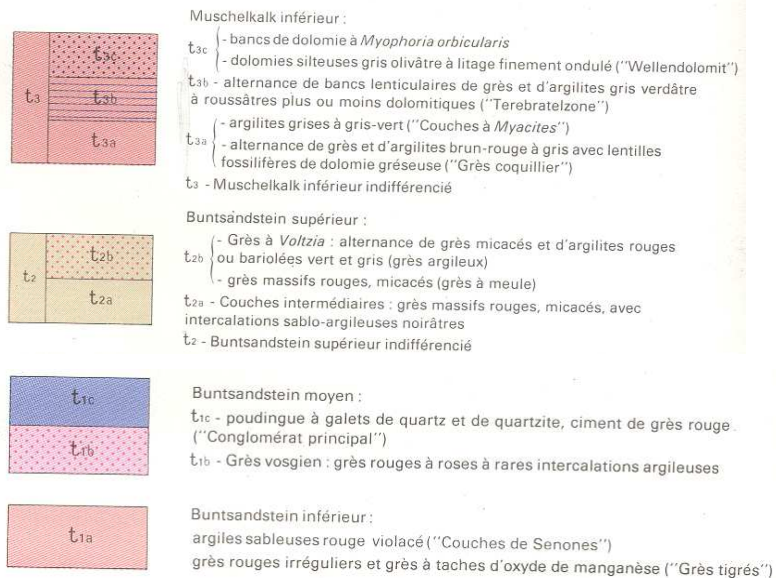 Muschelkalk inférieur :
t3c
- bancs de dolomie à Myophoria orbicularis
- dolomies silteuses gris olivâtre à litage finement ondulé (''Wellendolomit'')
t3b - alternance de bancs lenticulaires de grès et d'argilites gris verdâtre
à roussâtres plus ou moins dolomitiques (''Terebratelzone'')
t3a
- argilites grises à gris-vert (''Couches à Myacites'')
- alternance de grès et d'argilites brun-rouge à gris avec lentilles
fossilifères de dolomie gréseuse (''Grès coquillier'')
t3 - Muschelkalk inférieur indifférencié
t3
t3c
t3b
t3a
Buntsandstein supérieur :
t2b
- Grès à Voltzia : alternance de grès micacés et d'argilites rouges
ou bariolées vert et gris (grès argileux)
- grès massifs rouges, micacés (grès à meule)
t2a - Couches intermédiaires : grès massifs rouges, micacés, avec
intercalations sablo-argileuses noirâtres
t2 - Buntsandstein supérieur indifférencié
t2
t2b
t2a
Buntsandstein moyen :
t1c - poudingue à galets de quartz et de quartzite, ciment de grès rouge
(''Conglomérat principal'')
t1b - Grès vosgien : grès rouges à roses à rares intercalations argileuses
t1c
t1b
Buntsandstein inférieur :
argiles sableuses rouge violacé (''Couches de Senones'')
grès rouges irréguliers et grès à taches d'oxyde de manganèse (''Grès tigrés'')
t1a